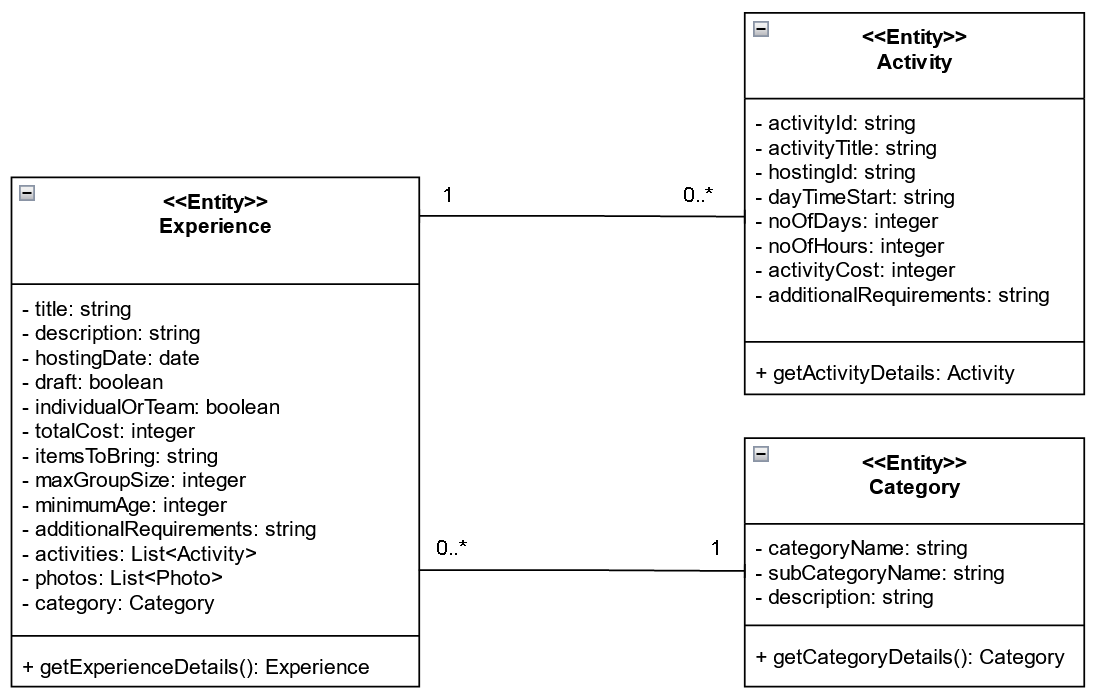 <<Entity>>
Experience
- title: string
- description: string
- hostingDate: date
- draft: boolean
- individualOrTeam: boolean
- totalCost: integer
- itemsToBring: string
- maxGroupSize: integer
- minimumAge: integer
- additionalRequirements: string
- activities: List<Activity>
- photos: List<Photo>
- category: Category
+ getExperienceDetails(): Experience
1
0..*
<<Entity>>
Activity
- activityId: string
- activityTitle: string
- hostingId: string
- dayTimeStart: string
- noOfDays: integer
- noOfHours: integer
- activityCost: integer
- additionalRequirements: string
+ getActivityDetails: Activity
0..*
1
<<Entity>>
Category
- categoryName: string
- subCategoryName: string
- description: string
+ getCategoryDetails(): Category